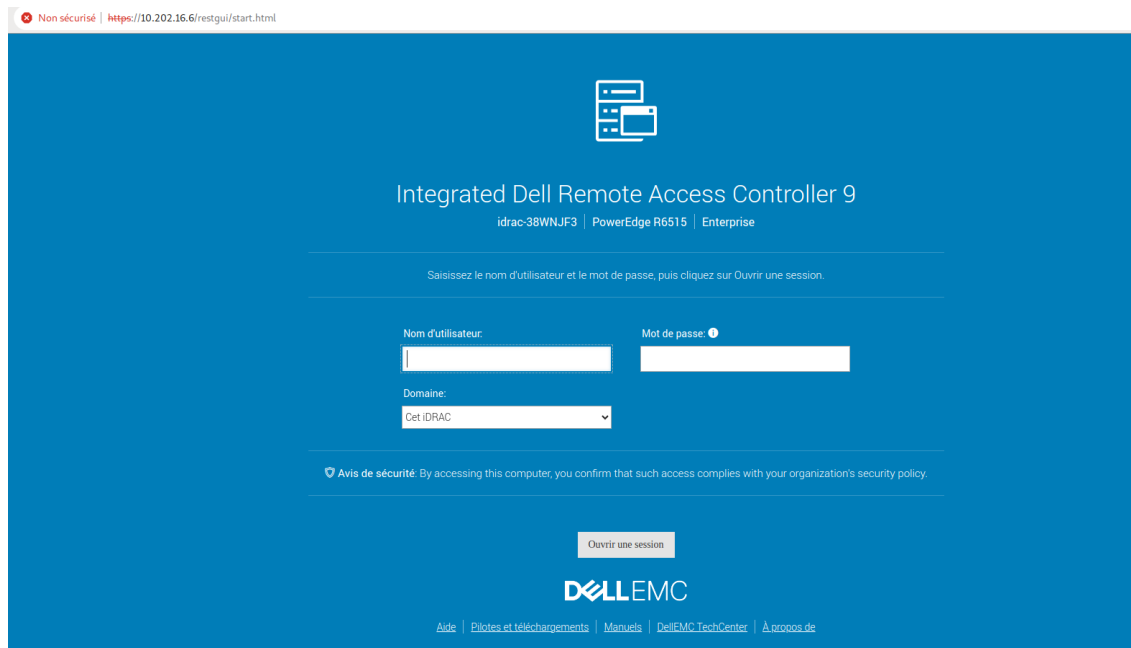 Non sécurisé | https://10.202.16.6/restgui/start.html
Integrated Dell Remote Access Controller 9
idrac-38WNJF3 | PowerEdge R6515 | Enterprise
Saisissez le nom d'utilisateur et le mot de passe, puis cliquez sur Ouvrir une session.
Nom d'utilisateur: Mot de passe:
Domaine:
Cet iDRAC
Avis de sécurité: By accessing this computer, you confirm that such access complies with your organization's security policy.
Ouvrir une session
DELLEMC
Aide | Pilotes et téléchargements | Manuels | DellEMC TechCenter | À propos de